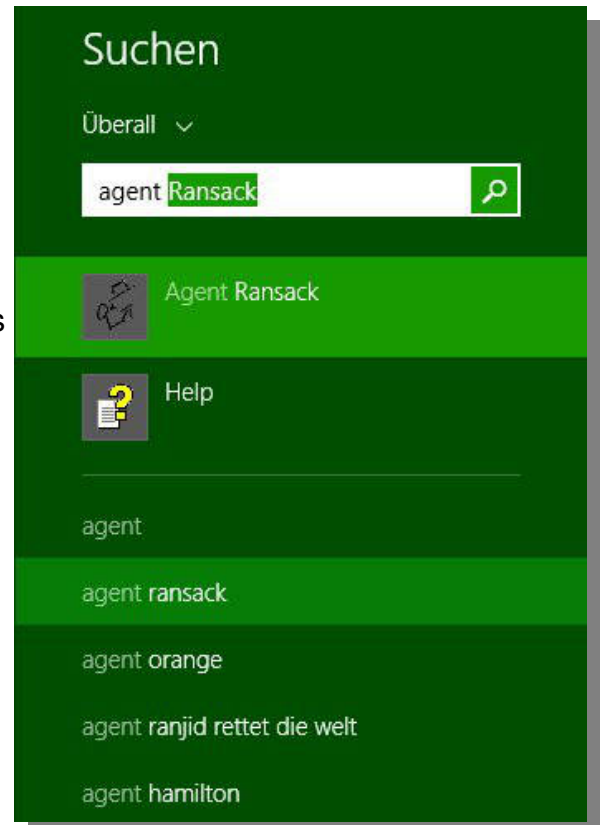 Suchen
Überall
agent Ransack
Agent Ransack
s
Help
agent
agent ransack
agent orange
agent ranjid rettet die welt
agent hamilton